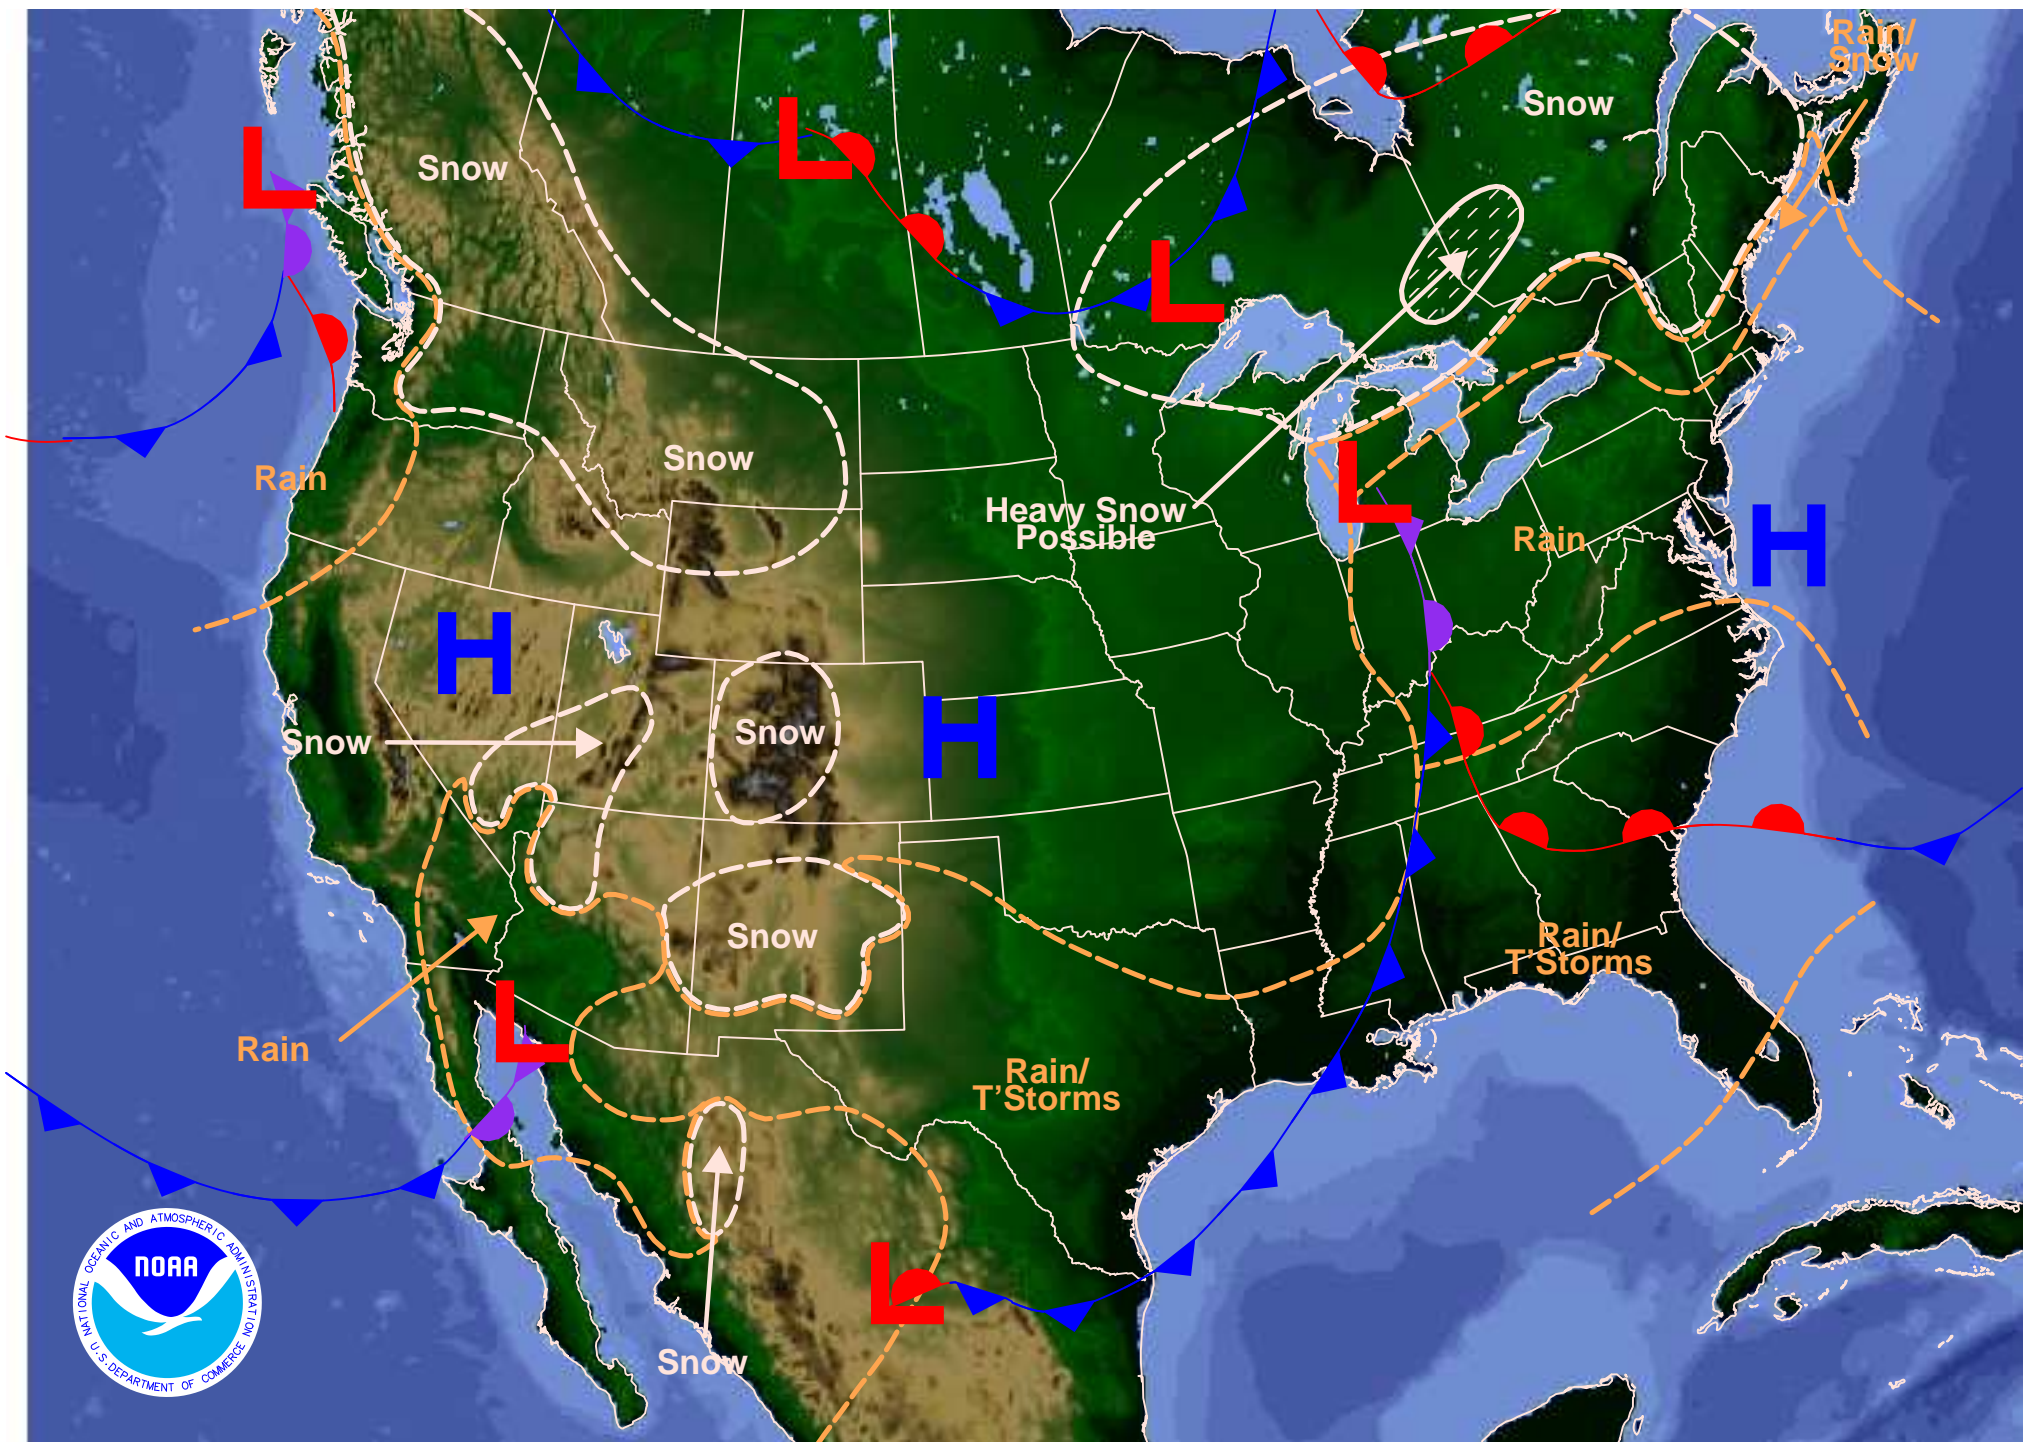 Rain/
Snow
Snow
L
L
Snow
L
Snow
Rain
L
Heavy Snow
Possible
Rain
H
H
H
Snow
Snow
Snow
Rain/
T'Storms
L
Rain
Rain/
T'Storms
L
Snow
NATIONAL OCEANIC AND ATMOSPHERIC ADMINISTRATION
NOAA
U.S. DEPARTMENT OF COMMERCE